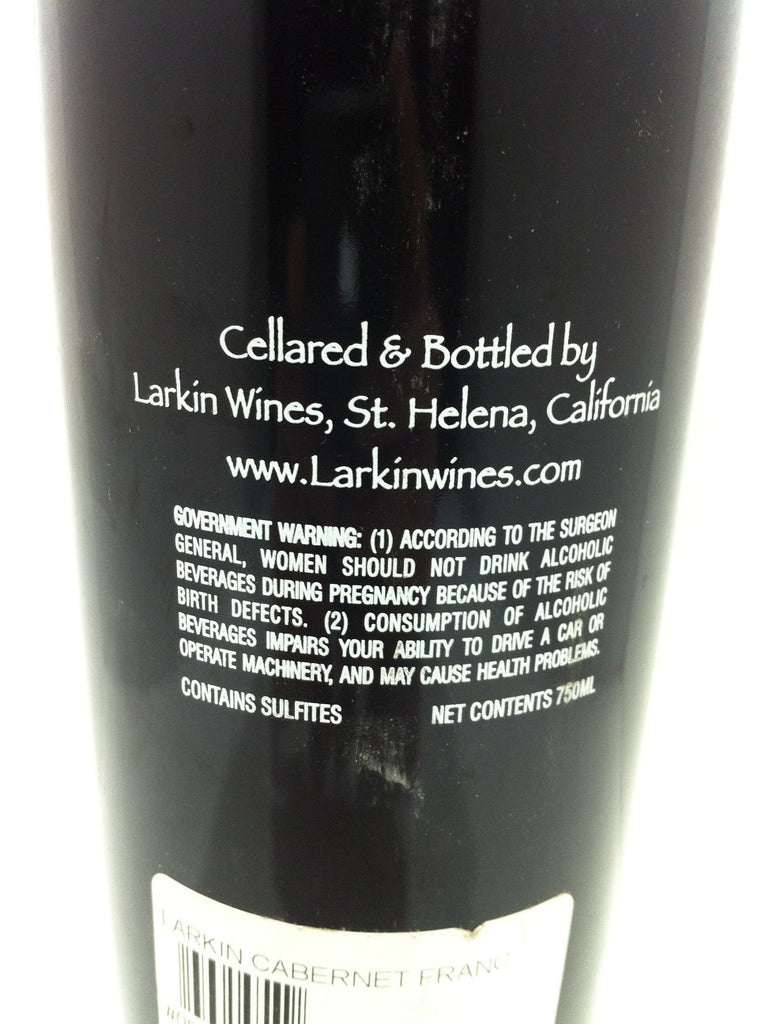 Cellared & Bottled by
Larkin Wines, St. Helena, California
www.Larkinwines.com
GOVERNMENT WARNING: (1) ACCORDING TO THE SURGEON
GENERAL, WOMEN SHOULD NOT DRINK ALCOHOLIC
BEVERAGES DURING PREGNANCY BECAUSE OF THE RISK OF
BIRTH DEFECTS. (2) CONSUMPTION OF ALCOHOLIC
BEVERAGES IMPAIRS YOUR ABILITY TO DRIVE A CAR OR
OPERATE MACHINERY, AND MAY CAUSE HEALTH PROBLEMS.
CONTAINS SULFITES NET CONTENTS 750ML
LARKIN CABERNET FRANC